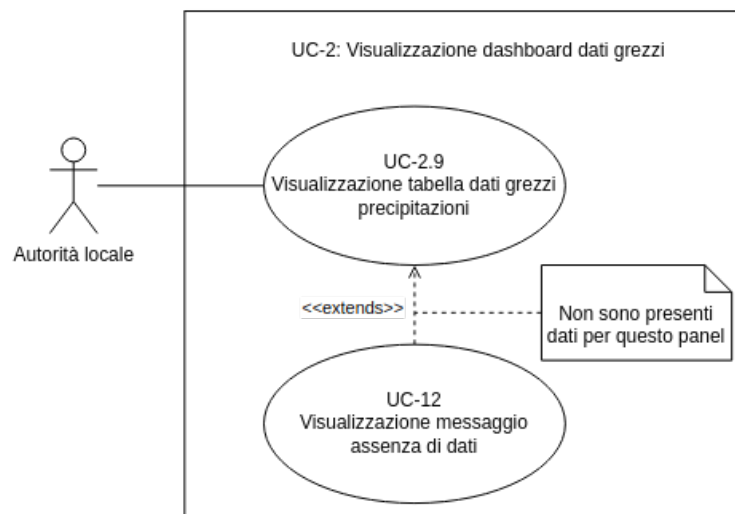 UC-2: Visualizzazione dashboard dati grezzi
UC-2.9
Visualizzazione tabella dati grezzi
precipitazioni
Autorità locale
<<extends>>
Non sono presenti
dati per questo panel
UC-12
Visualizzazione messaggio
assenza di dati